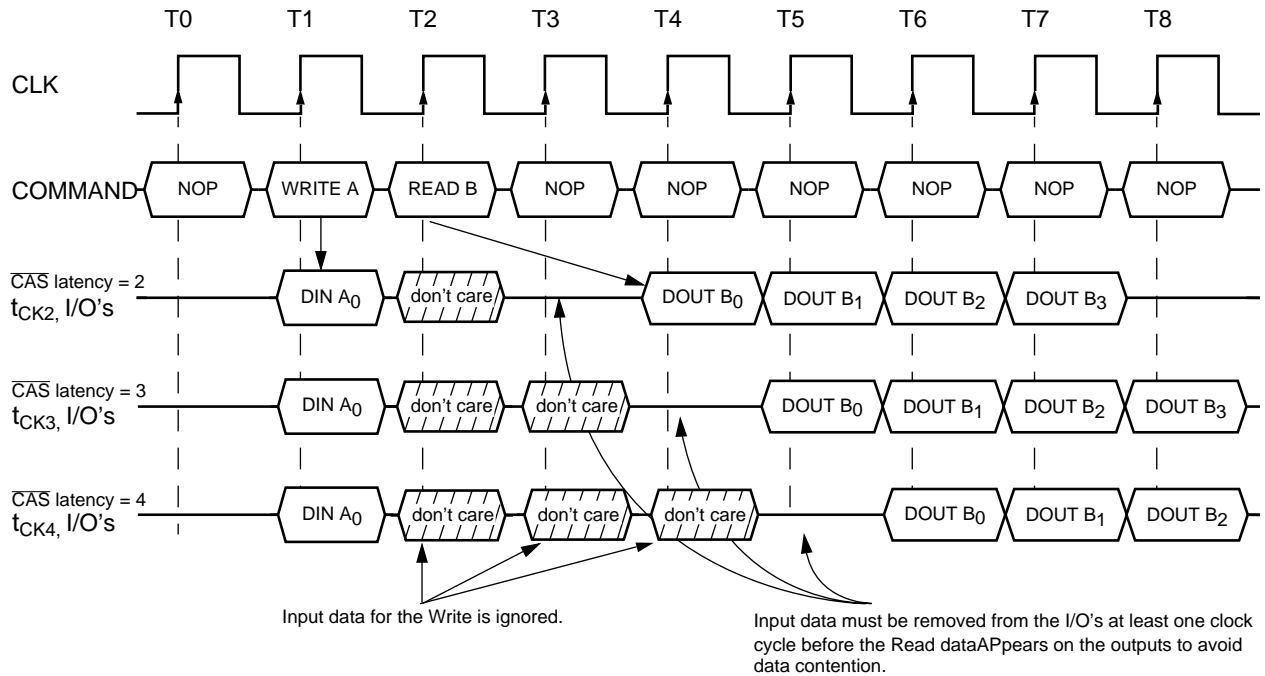 T0 T1 T2 T3 T4 T5 T6 T7 T8
CLK
COMMAND NOP WRITE A READ B NOP NOP NOP NOP NOP NOP
CAS latency = 2
tCK2, I/O's DIN A0 don't care DOUT B0 DOUT B1 DOUT B2 DOUT B3
CAS latency = 3
tCK3, I/O's DIN A0 don't care don't care DOUT B0 DOUT B1 DOUT B2 DOUT B3
CAS latency = 4
tCK4, I/O's DIN A0 don't care don't care don't care DOUT B0 DOUT B1 DOUT B2
Input data for the Write is ignored.
Input data must be removed from the I/O's at least one clock
cycle before the Read dataAPpears on the outputs to avoid
data contention.